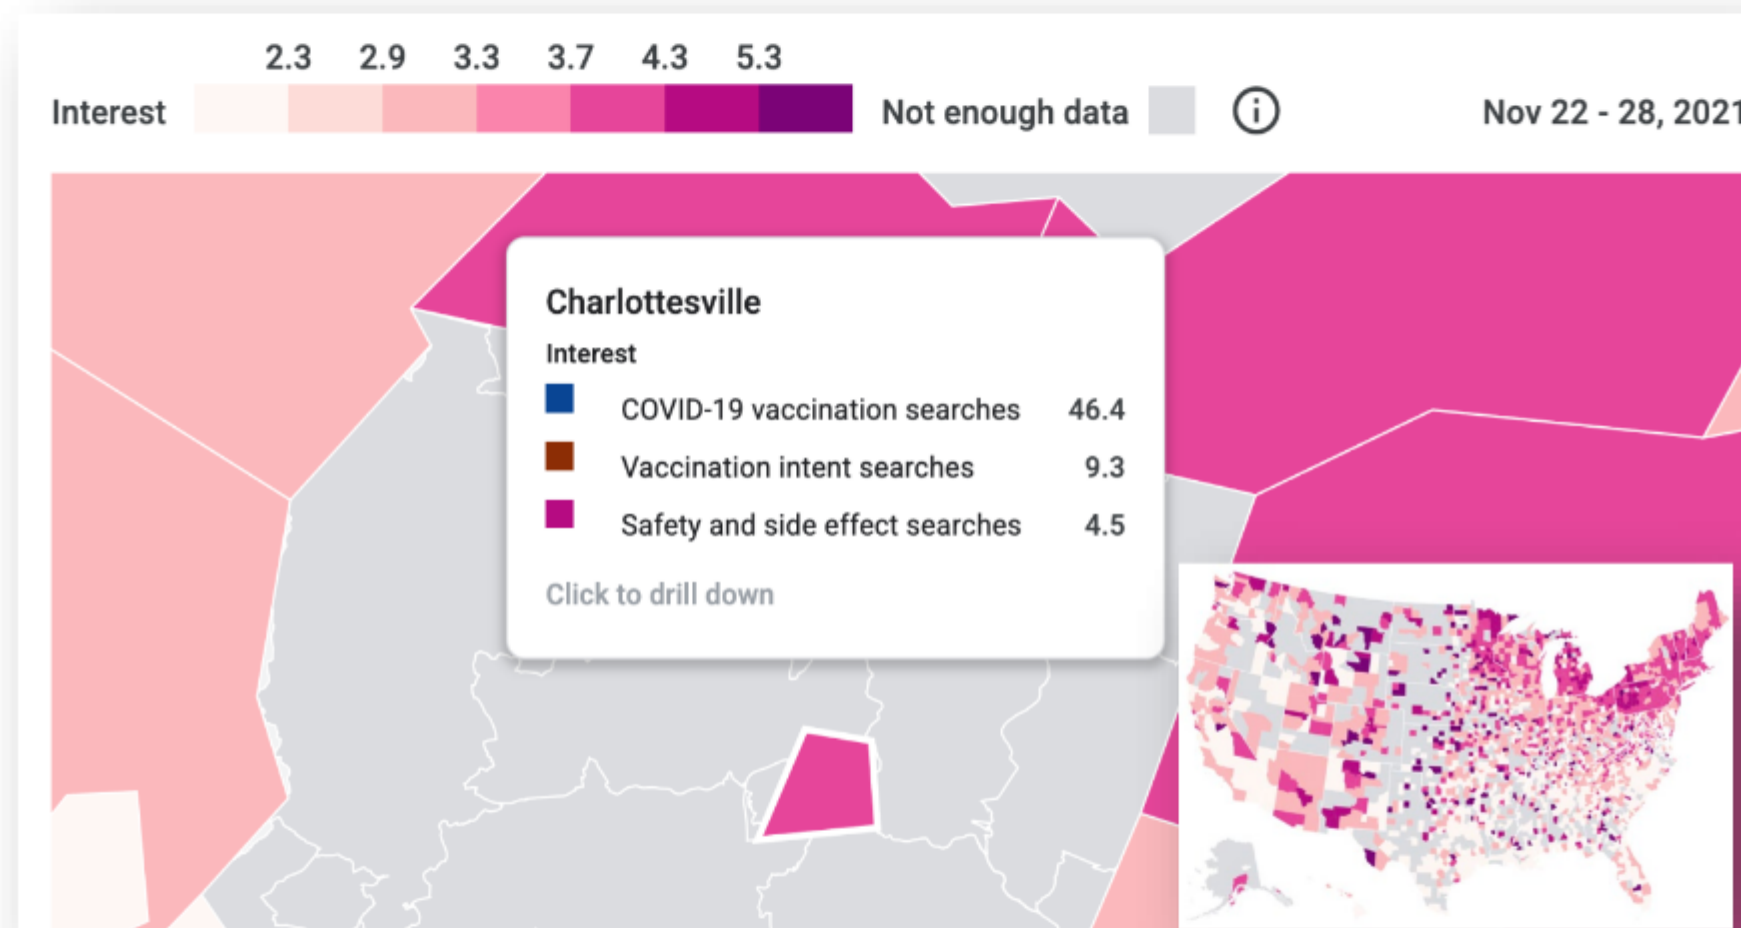 2.3 2.9 3.3 3.7 4.3 5.3
Interest Not enough data Nov 22 - 28, 2021
Charlottesville
Interest
COVID-19 vaccination searches 46.4
Vaccination intent searches 9.3
Safety and side effect searches 4.5
Click to drill down